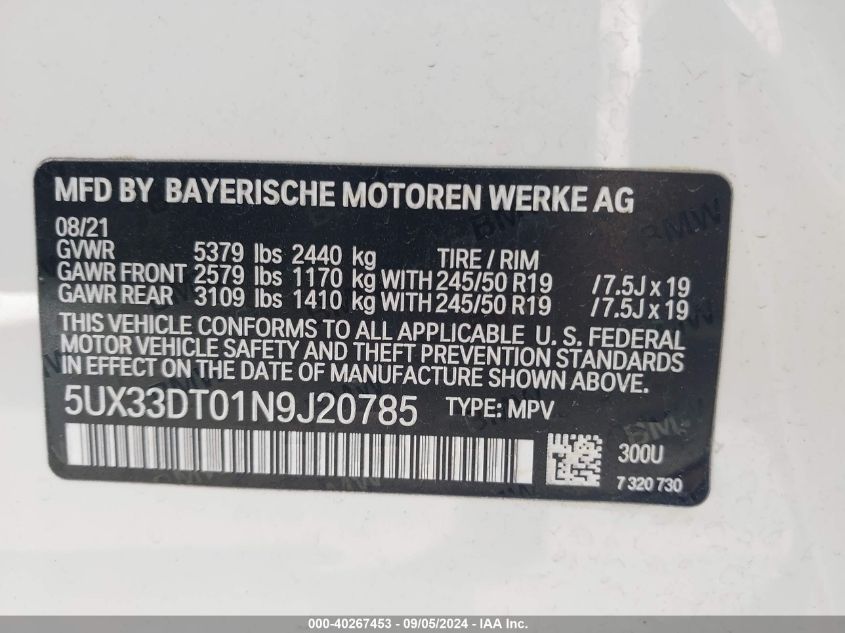 MFD BY BAYERISCHE MOTOREN WERKE AG
08/21
GVWR 5379 lbs 2440 kg TIRE / RIM
GAWR FRONT 2579 lbs 1170 kg WITH 245/50 R19 /7.5J x 19
GAWR REAR 3109 lbs 1410 kg WITH 245/50 R19 /7.5J x 19
THIS VEHICLE CONFORMS TO ALL APPLICABLE U. S. FEDERAL
MOTOR VEHICLE SAFETY AND THEFT PREVENTION STANDARDS
IN EFFECT ON THE DATE OF MANUFACTURE SHOWN ABOVE.
5UX33DT01N9J20785 TYPE: MPV
300U
7 320 730
000-40267453 - 09/05/2024 - IAA Inc.